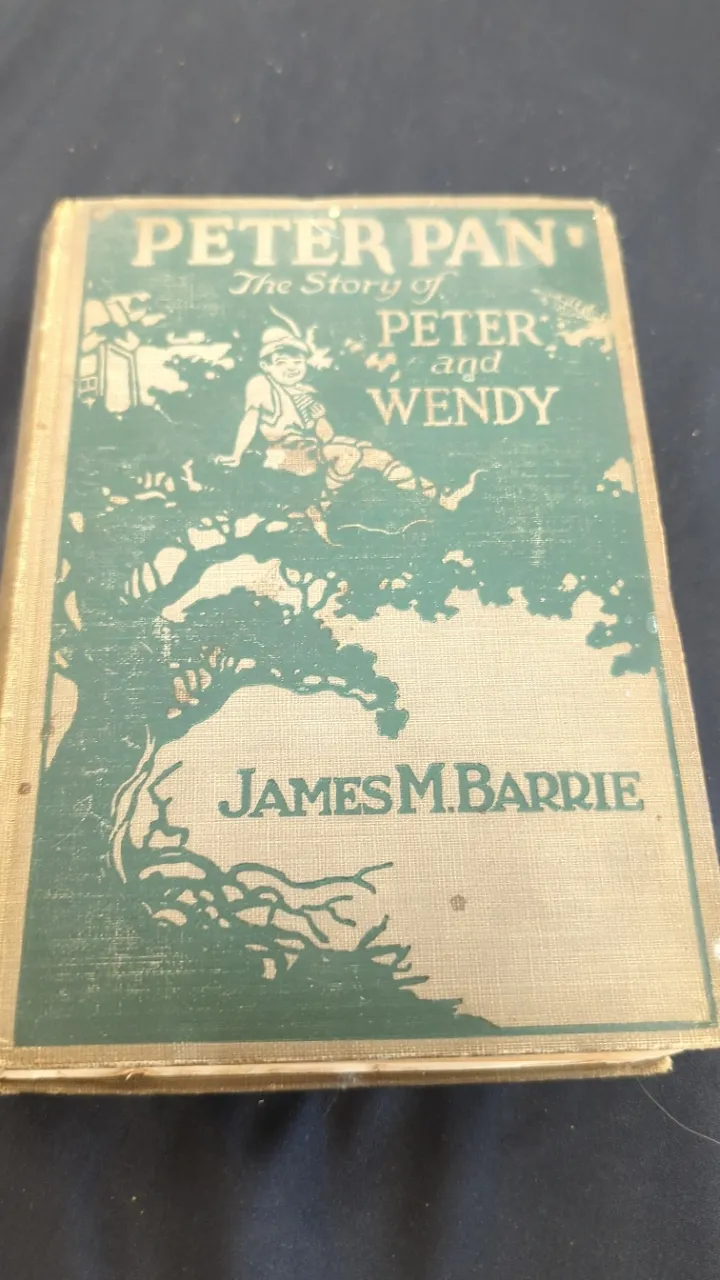 PETER PAN
The Story of
PETER
and
WENDY
JAMES M. BARRIE